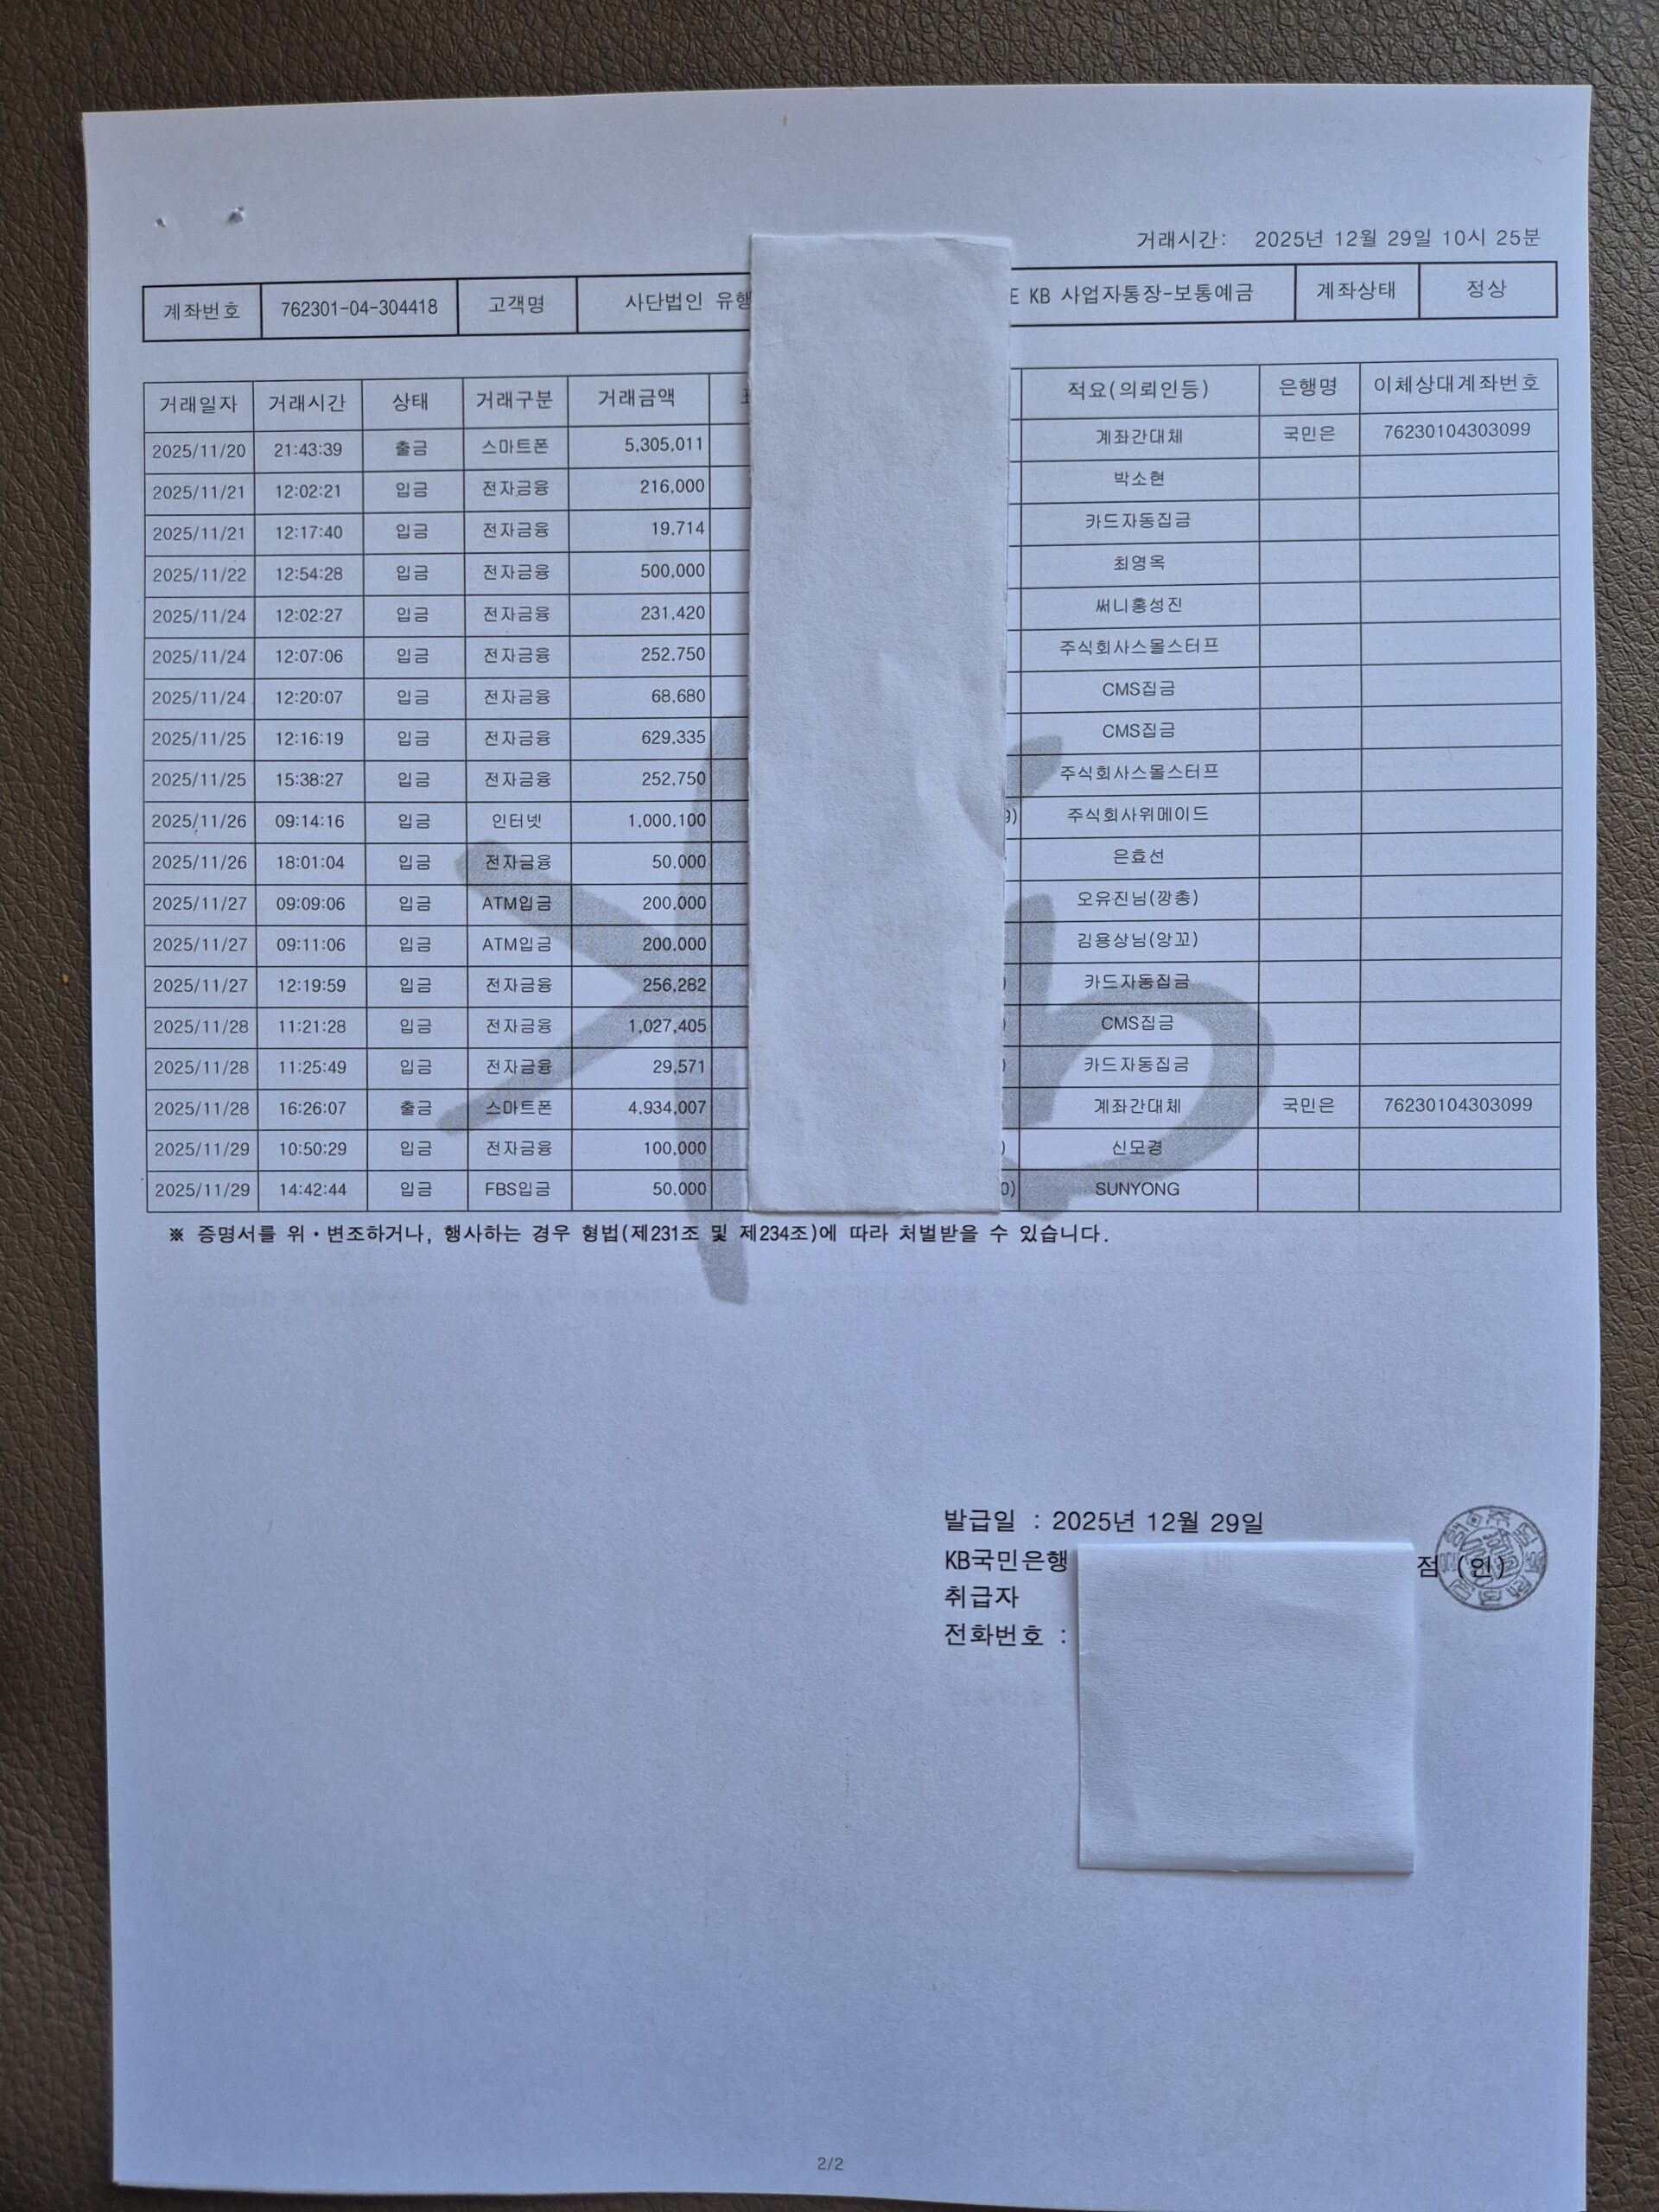 거래시간: 2025년 12월 29일 10시 25분
계좌번호 762301-04-304418 고객명 사단법인 유행 E KB 사업자통장-보통예금 계좌상태 정상
거래일자 거래시간 상태 거래구분 거래금액 적요(의뢰인등) 은행명 이체상대계좌번호
2025/11/20 21:43:39 출금 스마트폰 5,305,011 계좌간대체 국민은 76230104303099
2025/11/21 12:02:21 입금 전자금융 216,000 박소현
2025/11/21 12:17:40 입금 전자금융 19,714 카드자동집금
2025/11/22 12:54:28 입금 전자금융 500,000 최영옥
2025/11/24 12:02:27 입금 전자금융 231,420 써니홍성진
2025/11/24 12:07:06 입금 전자금융 252,750 주식회사스몰스터프
2025/11/24 12:20:07 입금 전자금융 68,680 CMS집금
2025/11/25 12:16:19 입금 전자금융 629,335 CMS집금
2025/11/25 15:38:27 입금 전자금융 252,750 주식회사스몰스터프
2025/11/26 09:14:16 입금 인터넷 1,000,100 9) 주식회사위메이드
2025/11/26 18:01:04 입금 전자금융 50,000 은효선
2025/11/27 09:09:06 입금 ATM입금 200,000 오유진님(깡총)
2025/11/27 09:11:06 입금 ATM입금 200,000 김용상님(앙꼬)
2025/11/27 12:19:59 입금 전자금융 256,282 ) 카드자동집금
2025/11/28 11:21:28 입금 전자금융 1,027,405 ) CMS집금
2025/11/28 11:25:49 입금 전자금융 29,571 ) 카드자동집금
2025/11/28 16:26:07 출금 스마트폰 4,934,007 계좌간대체 국민은 76230104303099
2025/11/29 10:50:29 입금 전자금융 100,000 ) 신모경
2025/11/29 14:42:44 입금 FBS입금 50,000 0) SUNYONG
※ 증명서를 위·변조하거나, 행사하는 경우 형법(제231조 및 제234조)에 따라 처벌받을 수 있습니다.
발급일 : 2025년 12월 29일
KB국민은행 점 (인)
취급자
전화번호 :
2/2